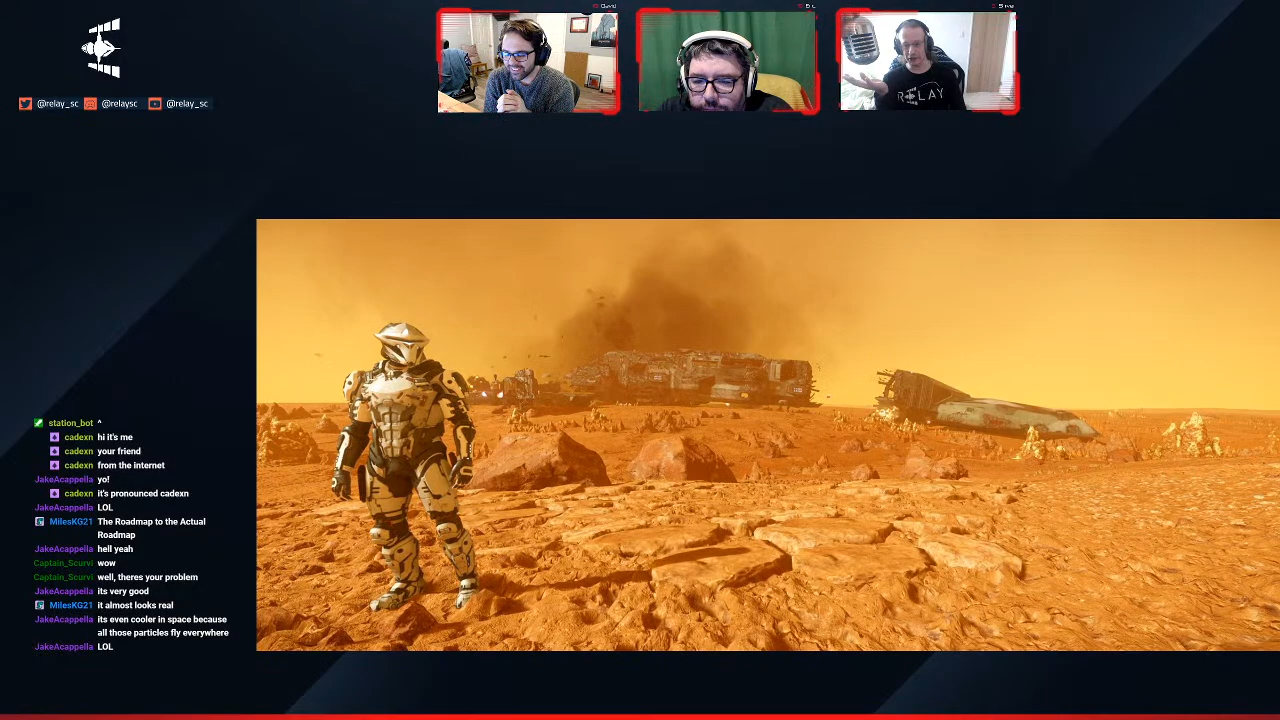 David
@relay_sc
@relaysc
@relay_sc
RELAY
station_bot ^
cadexn hi it's me
cadexn your friend
cadexn from the internet
JakeAcappella yo!
cadexn it's pronounced cadexn
JakeAcappella LOL
MilesKG21 The Roadmap to the Actual
Roadmap
JakeAcappella hell yeah
Captain_Scurvi wow
Captain_Scurvi well, theres your problem
JakeAcappella its very good
MilesKG21 it almost looks real
JakeAcappella its even cooler in space because
all those particles fly everywhere
JakeAcappella LOL